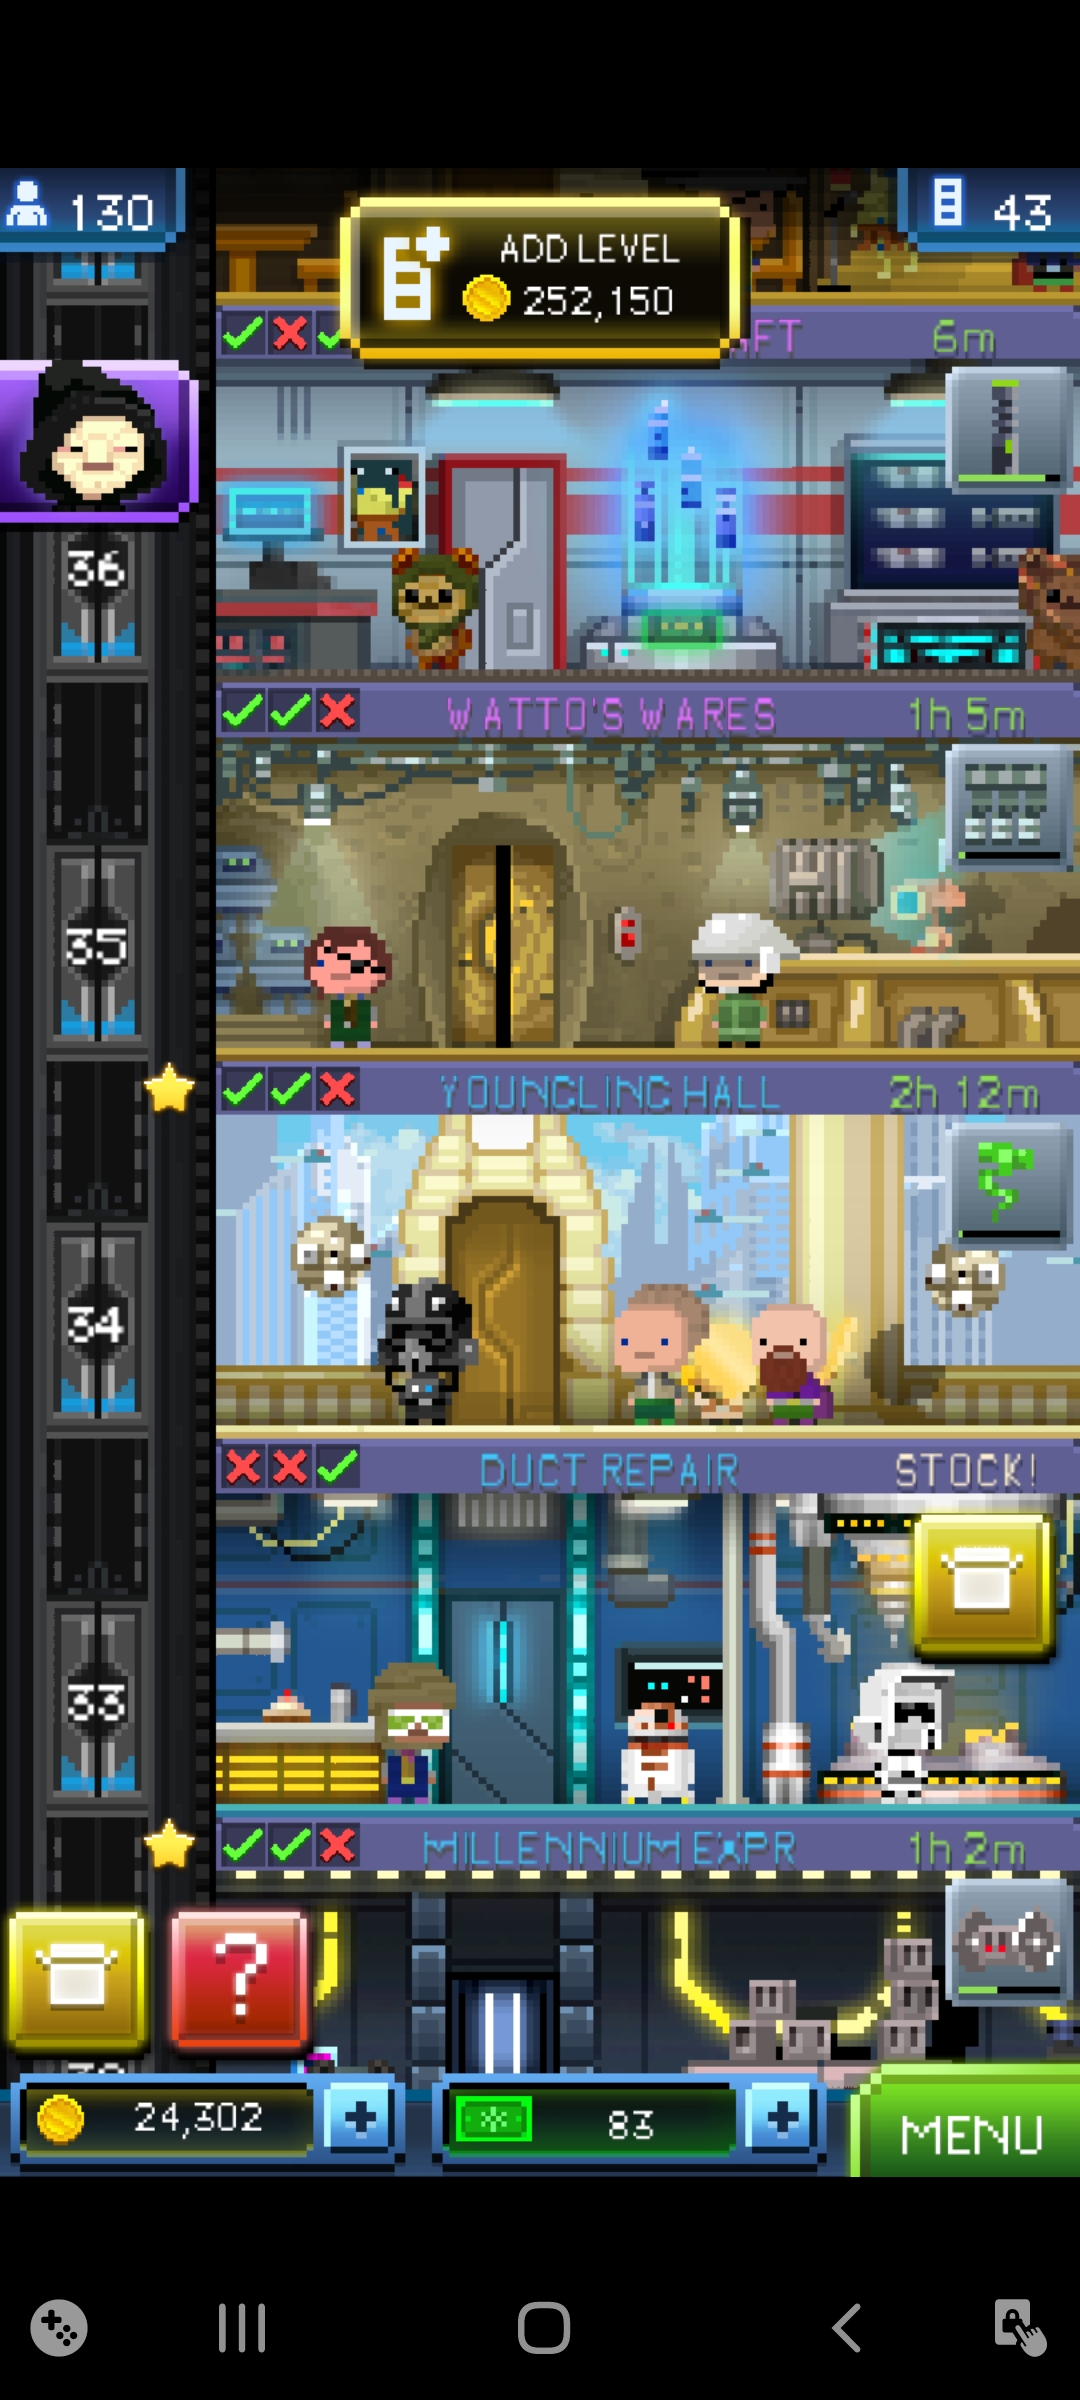 130
43
ADD LEVEL
252,150
6m
36
WATTO'S WARES
1h 5m
35
YOUNGLING HALL
2h 12m
34
DUCT REPAIR
STOCK!
33
MILLENNIUM EXPR
1h 2m
?
24,302
83
MENU